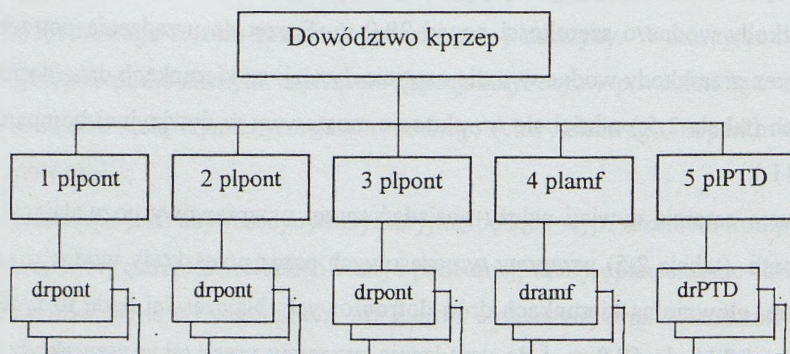 Dowództwo kprzep
1 plpont
2 plpont
3 plpont
4 plamf
5 plPTD
drpont
drpont
drpont
dramf
drPTD